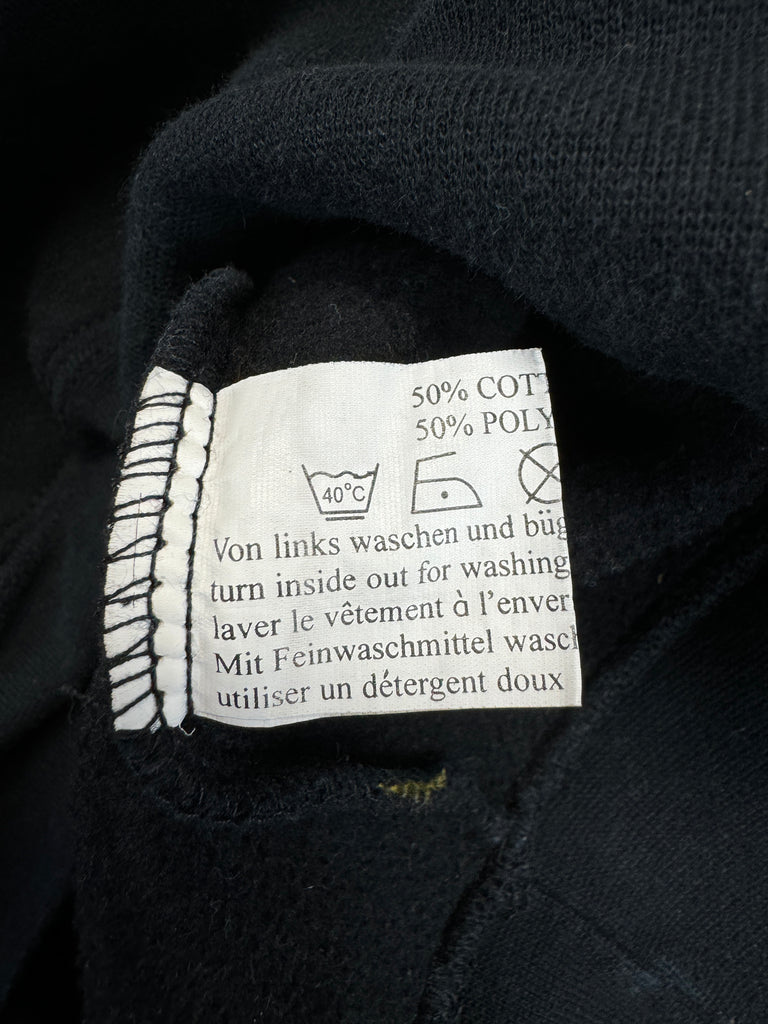 50% COTT
50% POLY
40°C
Von links waschen und büg
turn inside out for washing
laver le vêtement à l'enver
Mit Feinwaschmittel wasch
utiliser un détergent doux